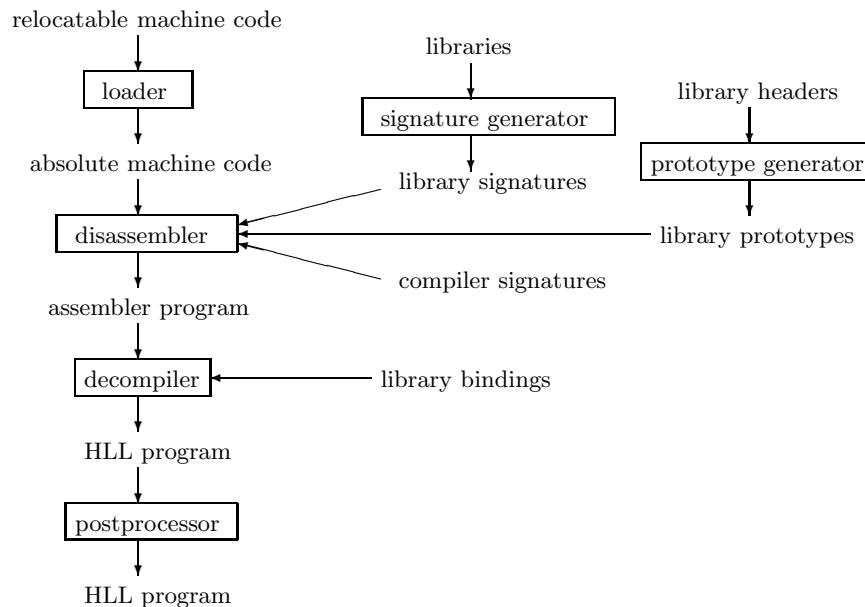 relocatable machine code
libraries
loader
library headers
signature generator
absolute machine code
prototype generator
library signatures
disassembler
library prototypes
compiler signatures
assembler program
decompiler
library bindings
HLL program
postprocessor
HLL program